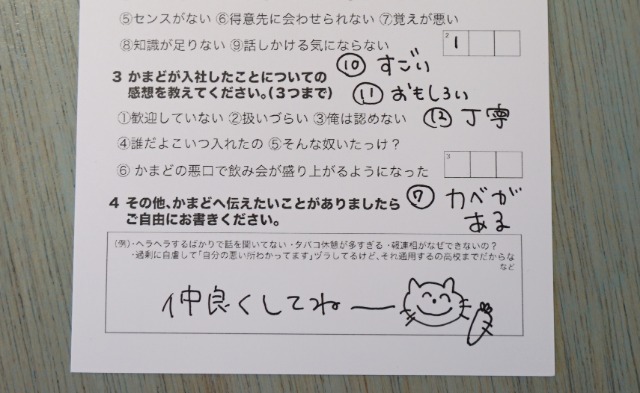 ⑤センスがない ⑥得意先に会わせられない ⑦覚えが悪い
⑧知識が足りない ⑨話しかける気にならない
2 1
⑩ すごい
3 かまどが入社したことについての
感想を教えてください。(3つまで)
⑪ おもしろい
①歓迎していない ②扱いづらい ③俺は認めない
⑫ 丁寧
④誰だよこいつ入れたの ⑤そんな奴いたっけ？
⑥ かまどの悪口で飲み会が盛り上がるようになった
3
4 その他、かまどへ伝えたいことがありましたら
ご自由にお書きください。
⑦ カベが
ある
(例)・ヘラヘラするばかりで話を聞いてない ・タバコ休憩が多すぎる ・報連相がなぜできないの？
・過剰に自虐して「自分の悪い所わかってます」ヅラしてるけど、それ通用するの高校までだからな
など
仲良くしてねー